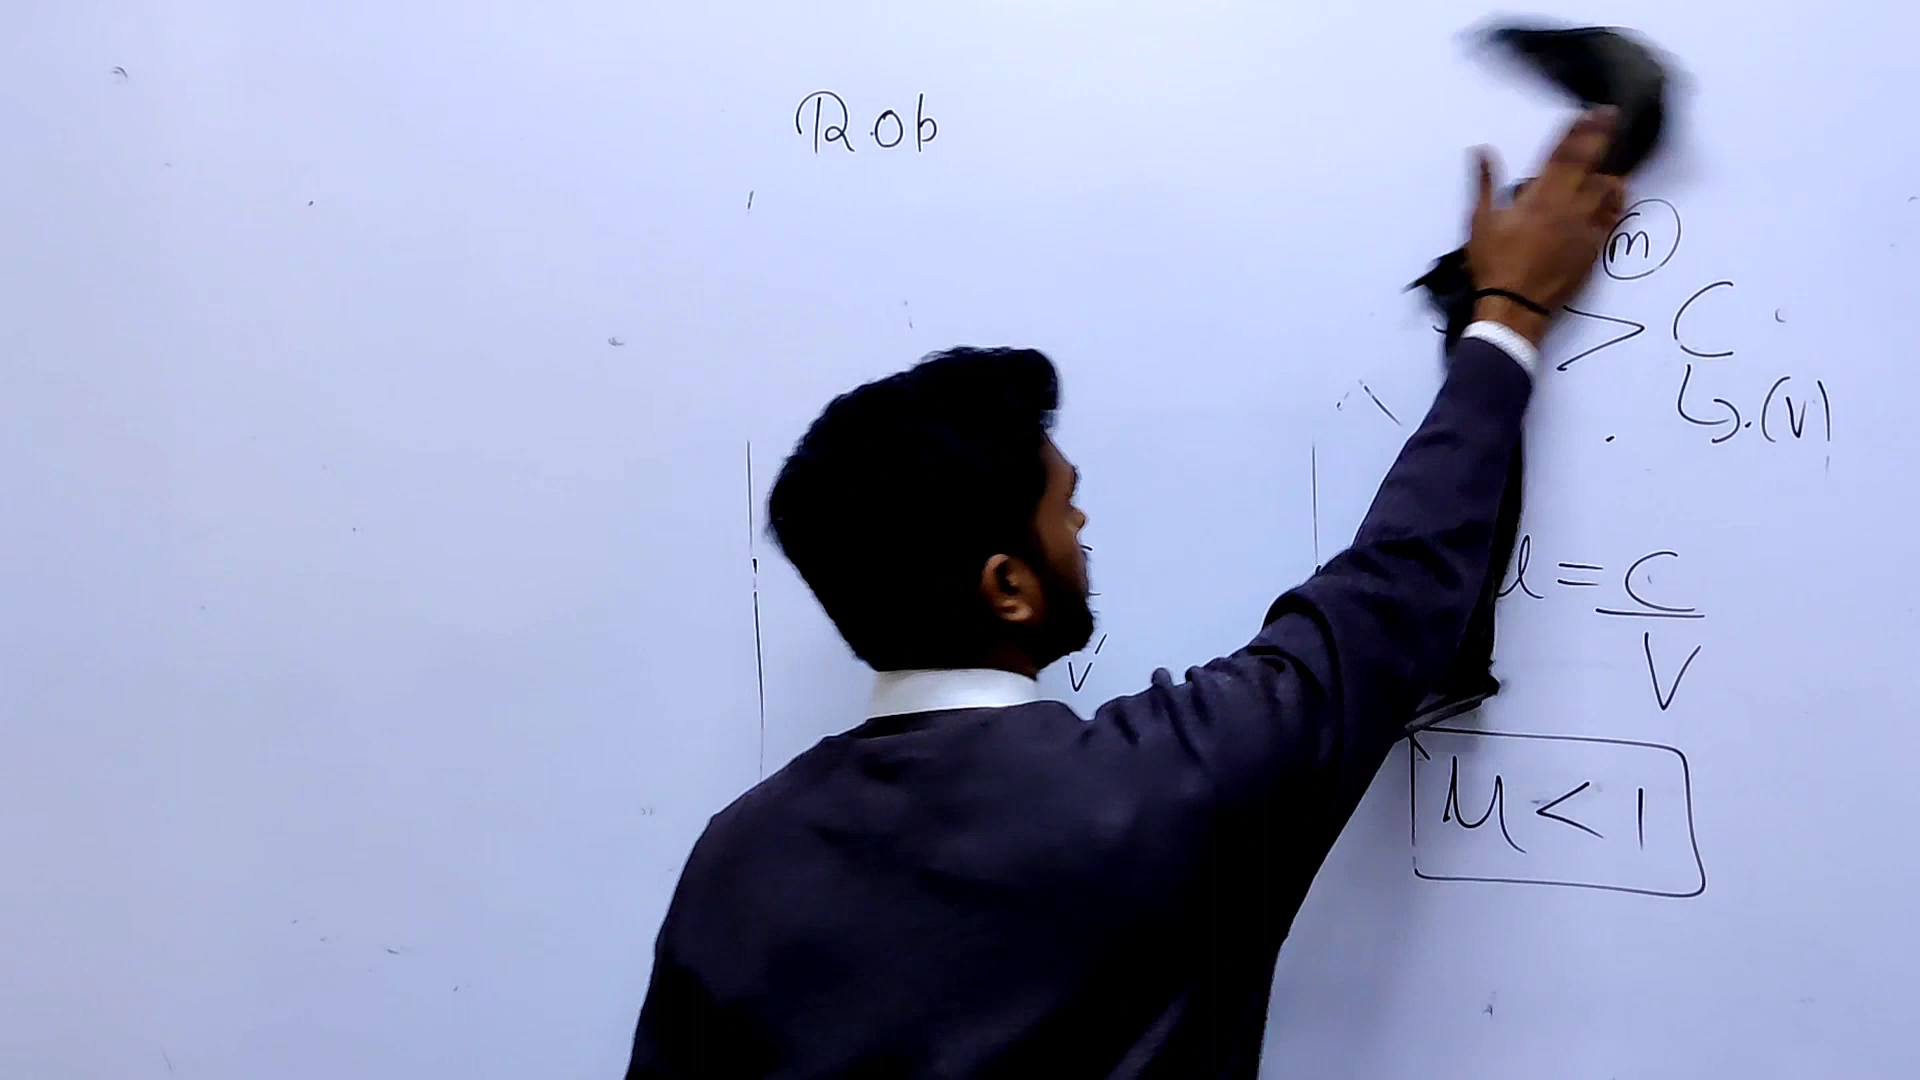 Rob
m
> C
↳ (v)
μ = C
V
V
μ < 1